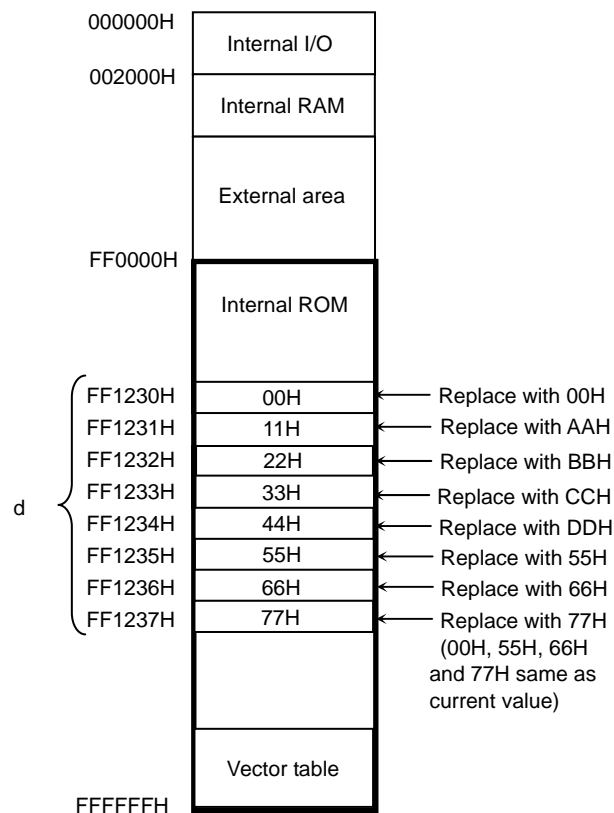 000000H
Internal I/O
002000H
Internal RAM
External area
FF0000H
Internal ROM
FF1230H 00H Replace with 00H
FF1231H 11H Replace with AAH
FF1232H 22H Replace with BBH
FF1233H 33H Replace with CCH
d
FF1234H 44H Replace with DDH
FF1235H 55H Replace with 55H
FF1236H 66H Replace with 66H
FF1237H 77H Replace with 77H
(00H, 55H, 66H
and 77H same as
current value)
Vector table
FFFFFFH